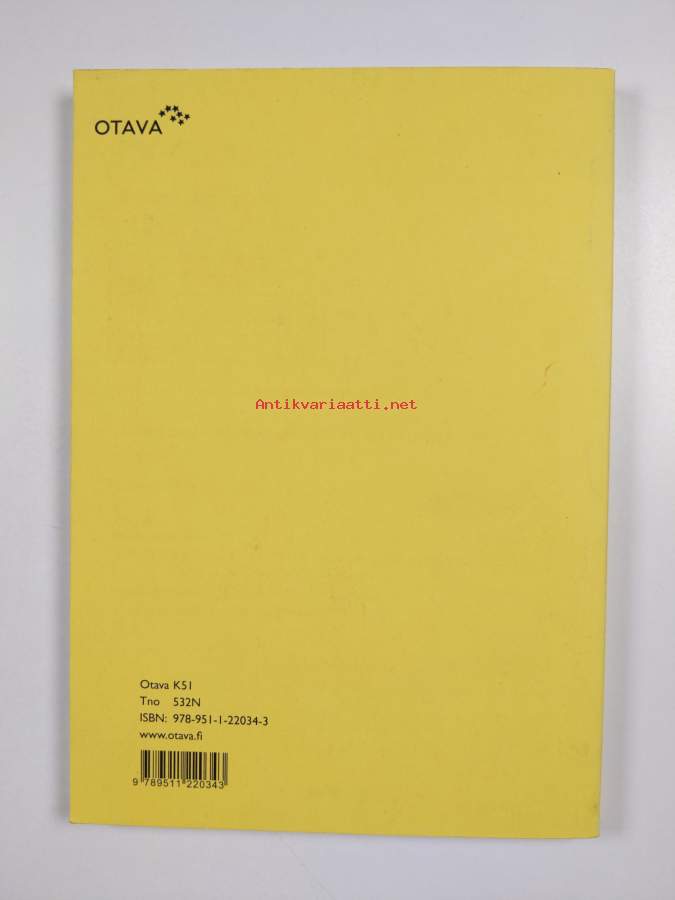 OTAVA
Antikvariaatti.net
Otava K51
Tno 532N
ISBN: 978-951-1-22034-3
www.otava.fi
9 789511 220343